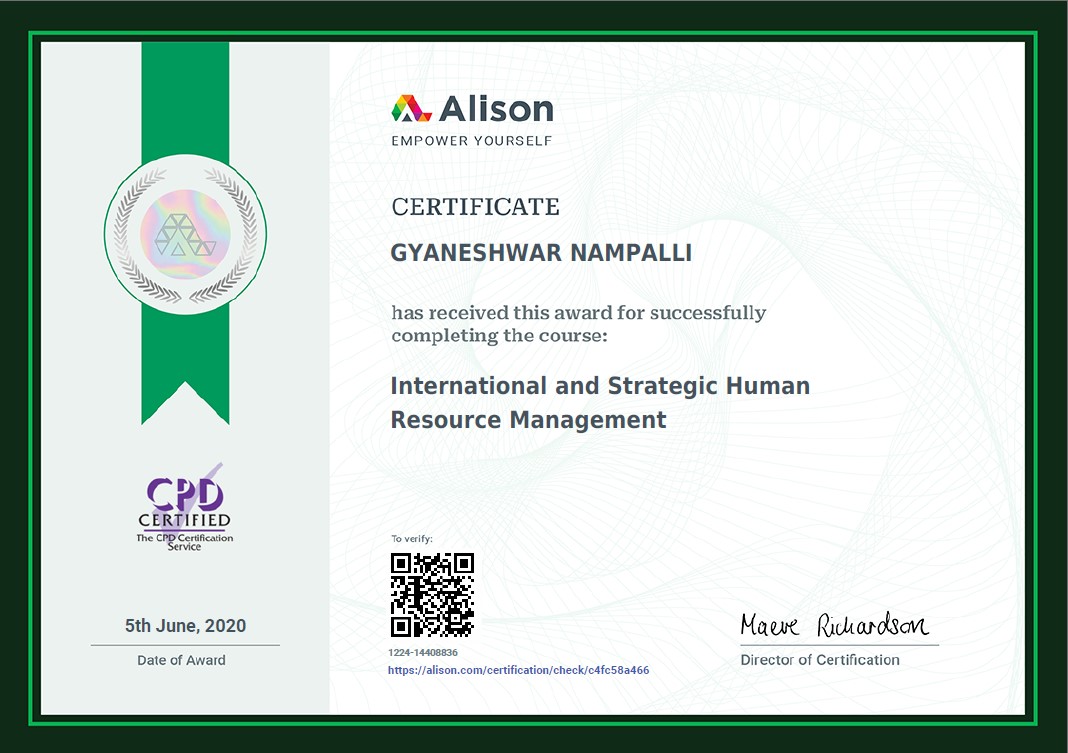 Alison
EMPOWER YOURSELF
CERTIFICATE
GYANESHWAR NAMPALLI
has received this award for successfully
completing the course:
International and Strategic Human
Resource Management
CPD
CERTIFIED
The CPD Certification
Service
5th June, 2020
Date of Award
To verify:
1224-14408836
https://alison.com/certification/check/c4fc58a466
Maeve Richardson
Director of Certification